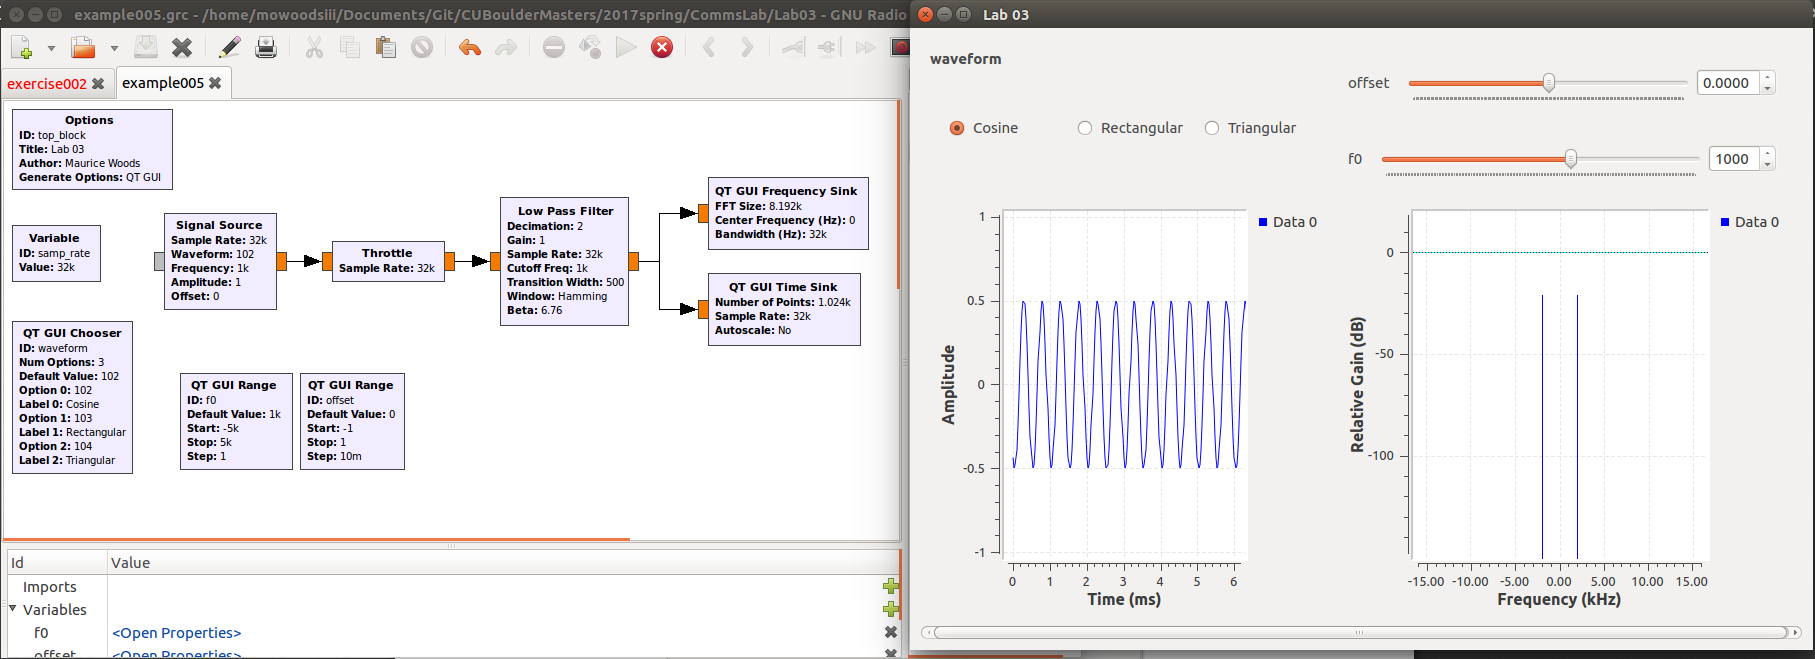 example005.grc - /home/mowoodsiii/Documents/Git/CUBoulderMasters/2017spring/CommsLab/Lab03 - GNU Radio
exercise002
example005
Options
ID: top_block
Title: Lab 03
Author: Maurice Woods
Generate Options: QT GUI
Variable
ID: samp_rate
Value: 32k
Signal Source
Sample Rate: 32k
Waveform: 102
Frequency: 1k
Amplitude: 1
Offset: 0
Throttle
Sample Rate: 32k
Low Pass Filter
Decimation: 2
Gain: 1
Sample Rate: 32k
Cutoff Freq: 1k
Transition Width: 500
Window: Hamming
Beta: 6.76
QT GUI Frequency Sink
FFT Size: 8.192k
Center Frequency (Hz): 0
Bandwidth (Hz): 32k
QT GUI Time Sink
Number of Points: 1.024k
Sample Rate: 32k
Autoscale: No
QT GUI Chooser
ID: waveform
Num Options: 3
Default Value: 102
Option 0: 102
Label 0: Cosine
Option 1: 103
Label 1: Rectangular
Option 2: 104
Label 2: Triangular
QT GUI Range
ID: f0
Default Value: 1k
Start: -5k
Stop: 5k
Step: 1
QT GUI Range
ID: offset
Default Value: 0
Start: -1
Stop: 1
Step: 10m
Id Value
Imports
Variables
f0 <Open Properties>
offset <Open Properties>
Lab 03
waveform
Cosine Rectangular Triangular
offset 0.0000
f0 1000
Amplitude
1
0.5
0
-0.5
-1
0 1 2 3 4 5 6
Time (ms)
Data 0
Relative Gain (dB)
0
-50
-100
-15.00 -10.00 -5.00 0.00 5.00 10.00 15.00
Frequency (kHz)
Data 0